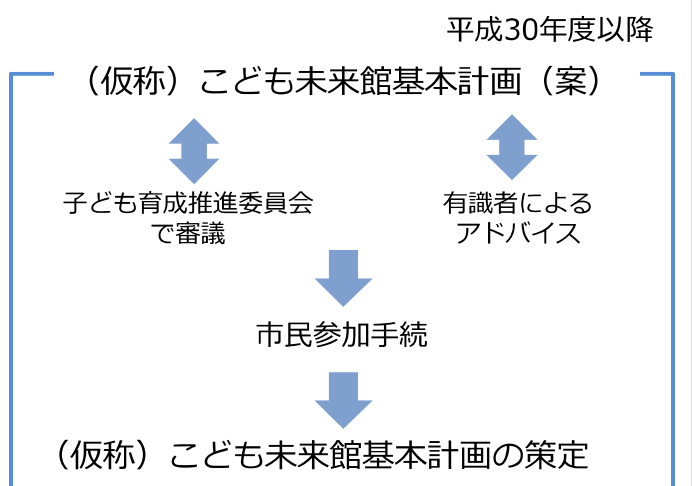 平成30年度以降
（仮称）こども未来館基本計画（案）
子ども育成推進委員会
で審議
有識者による
アドバイス
市民参加手続
（仮称）こども未来館基本計画の策定